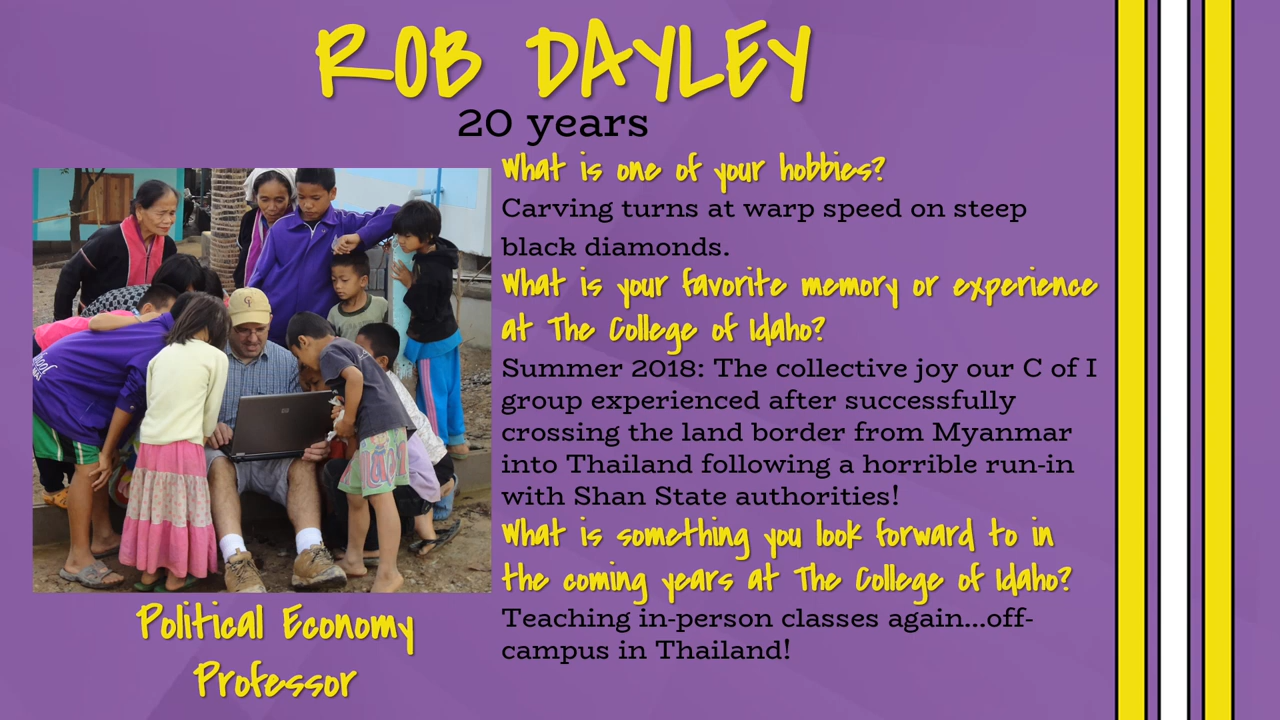 ROB DAYLEY
20 years
What is one of your hobbies?
Carving turns at warp speed on steep
black diamonds.
What is your favorite memory or experience
at The College of Idaho?
Summer 2018: The collective joy our C of I
group experienced after successfully
crossing the land border from Myanmar
into Thailand following a horrible run-in
with Shan State authorities!
What is something you look forward to in
the coming years at The College of Idaho?
Teaching in-person classes again...off-
campus in Thailand!
Political Economy
Professor